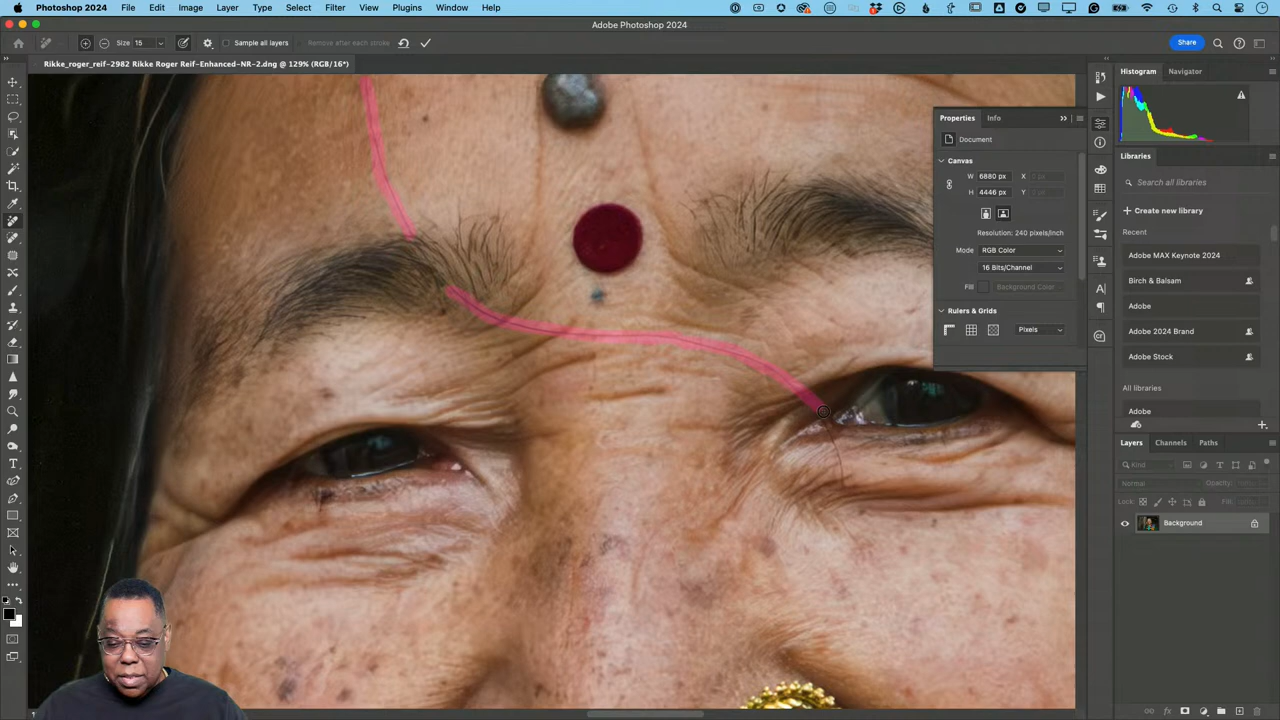 Photoshop 2024 File Edit Image Layer Type Select Filter View Plugins Window Help
Adobe Photoshop 2024
Size 15 Sample all layers Remove after each stroke Share
Rikke_roger_reif-2982 Rikke Roger Reif-Enhanced-NR-2.dng @ 129% (RGB/16*)
Histogram Navigator
Properties Info
Document
Canvas
W 6880 px X 0 px
H 4446 px Y 0 px
Resolution: 240 pixels/inch
Mode RGB Color
16 Bits/Channel
Fill Background Color
Rulers & Grids
Pixels
Libraries
Search all libraries
Create new library
Recent
Adobe MAX Keynote 2024
Birch & Balsam
Adobe
Adobe 2024 Brand
Adobe Stock
All libraries
Adobe
Layers Channels Paths
Kind
Normal Opacity:
Lock: Fill:
Background